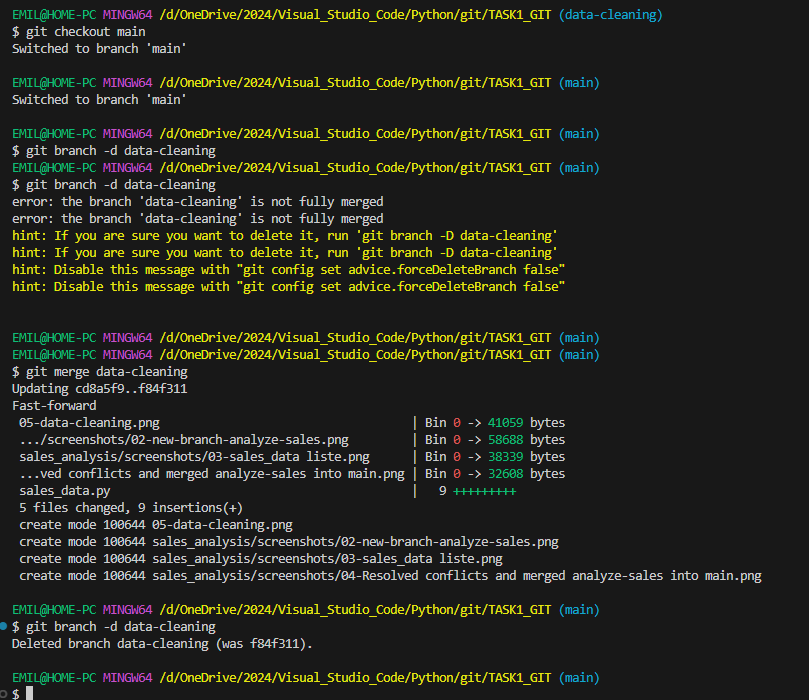 EMIL@HOME-PC MINGW64 /d/OneDrive/2024/Visual_Studio_Code/Python/git/TASK1_GIT (data-cleaning)
$ git checkout main
Switched to branch 'main'
EMIL@HOME-PC MINGW64 /d/OneDrive/2024/Visual_Studio_Code/Python/git/TASK1_GIT (main)
Switched to branch 'main'
EMIL@HOME-PC MINGW64 /d/OneDrive/2024/Visual_Studio_Code/Python/git/TASK1_GIT (main)
$ git branch -d data-cleaning
EMIL@HOME-PC MINGW64 /d/OneDrive/2024/Visual_Studio_Code/Python/git/TASK1_GIT (main)
$ git branch -d data-cleaning
error: the branch 'data-cleaning' is not fully merged
error: the branch 'data-cleaning' is not fully merged
hint: If you are sure you want to delete it, run 'git branch -D data-cleaning'
hint: If you are sure you want to delete it, run 'git branch -D data-cleaning'
hint: Disable this message with "git config set advice.forceDeleteBranch false"
hint: Disable this message with "git config set advice.forceDeleteBranch false"
EMIL@HOME-PC MINGW64 /d/OneDrive/2024/Visual_Studio_Code/Python/git/TASK1_GIT (main)
EMIL@HOME-PC MINGW64 /d/OneDrive/2024/Visual_Studio_Code/Python/git/TASK1_GIT (main)
$ git merge data-cleaning
Updating cd8a5f9..f84f311
Fast-forward
 05-data-cleaning.png | Bin 0 -> 41059 bytes
 .../screenshots/02-new-branch-analyze-sales.png | Bin 0 -> 58688 bytes
 sales_analysis/screenshots/03-sales_data liste.png | Bin 0 -> 38339 bytes
 ...ved conflicts and merged analyze-sales into main.png | Bin 0 -> 32608 bytes
 sales_data.py | 9 +++++++++
 5 files changed, 9 insertions(+)
 create mode 100644 05-data-cleaning.png
 create mode 100644 sales_analysis/screenshots/02-new-branch-analyze-sales.png
 create mode 100644 sales_analysis/screenshots/03-sales_data liste.png
 create mode 100644 sales_analysis/screenshots/04-Resolved conflicts and merged analyze-sales into main.png
EMIL@HOME-PC MINGW64 /d/OneDrive/2024/Visual_Studio_Code/Python/git/TASK1_GIT (main)
$ git branch -d data-cleaning
Deleted branch data-cleaning (was f84f311).
EMIL@HOME-PC MINGW64 /d/OneDrive/2024/Visual_Studio_Code/Python/git/TASK1_GIT (main)
$